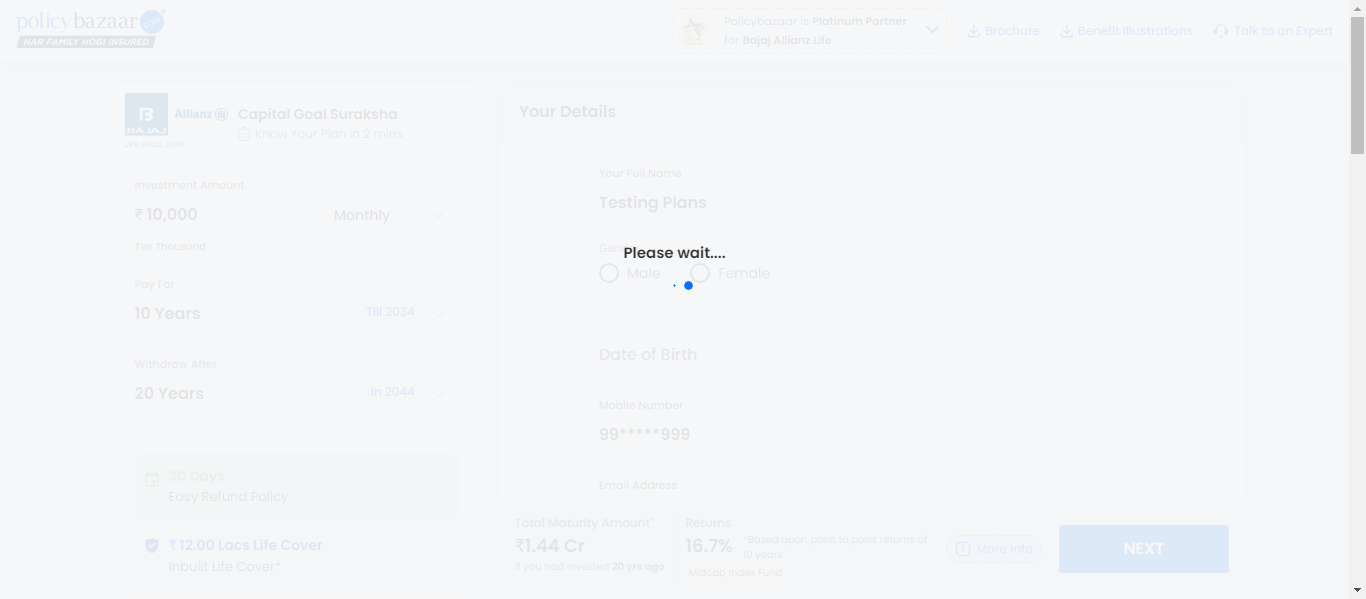 policybazaar
HAR FAMILY HOGI INSURED
Policybazaar is Platinum Partner
for Bajaj Allianz Life
Brochure
Benefit Illustrations
Talk to an Expert
B
BAJAJ
Allianz
Capital Goal Suraksha
Know Your Plan in 2 mins
Investment Amount
₹ 10,000
Monthly
Ten Thousand
Pay For
10 Years
Till 2034
Withdraw After
20 Years
In 2044
30 Days
Easy Refund Policy
₹ 12.00 Lacs Life Cover
Inbuilt Life Cover*
Your Details
Your Full Name
Testing Plans
Please wait....
Male
Female
Date of Birth
Mobile Number
99*****999
Email Address
Total Maturity Amount*
₹1.44 Cr
If you had invested 20 yrs ago
Returns
16.7%
*Based upon point to point returns of
10 years
Midcap Index Fund
More Info
NEXT